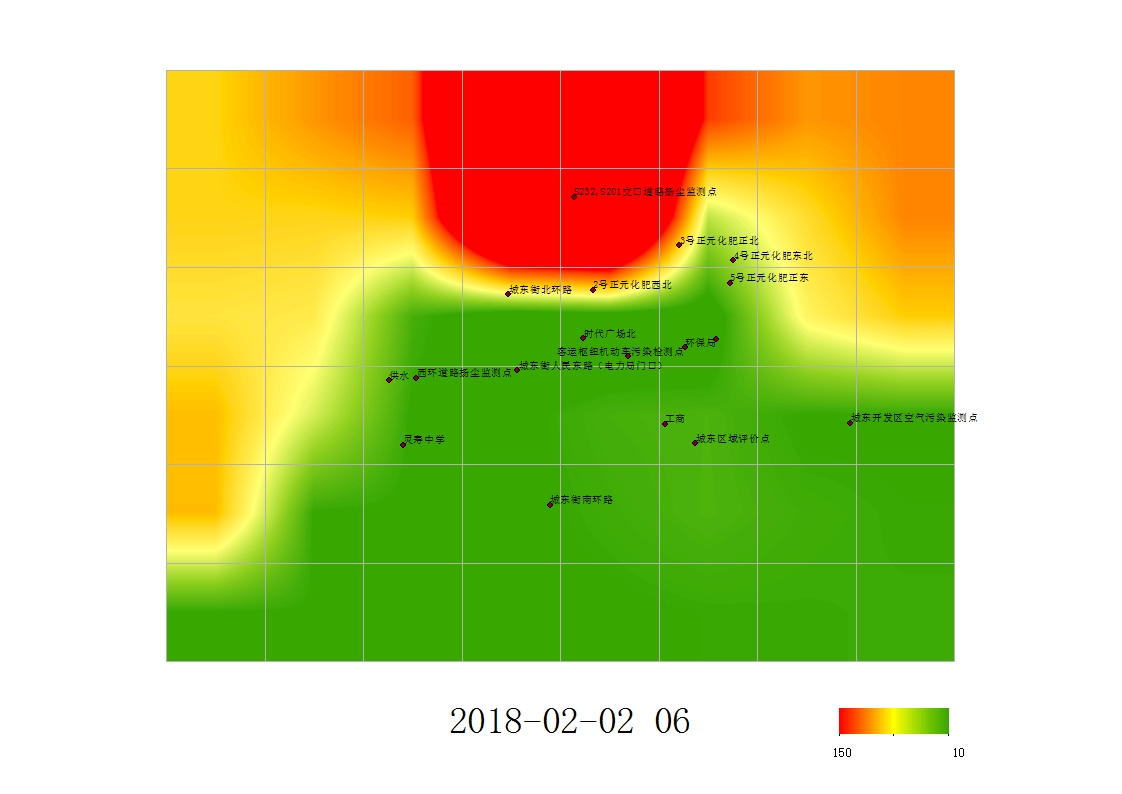 S232,S201交口道路扬尘监测点
3号正元化肥正北
4号正元化肥东北
5号正元化肥正东
2号正元化肥西北
城东街北环路
时代广场北
环保局
客运枢纽机动车污染检测点
城东街人民东路（电力局门口）
供水
西环道路扬尘监测点
工商
城东开发区空气污染监测点
灵寿中学
城东区域评价点
城东街南环路
2018-02-02 06
150
10